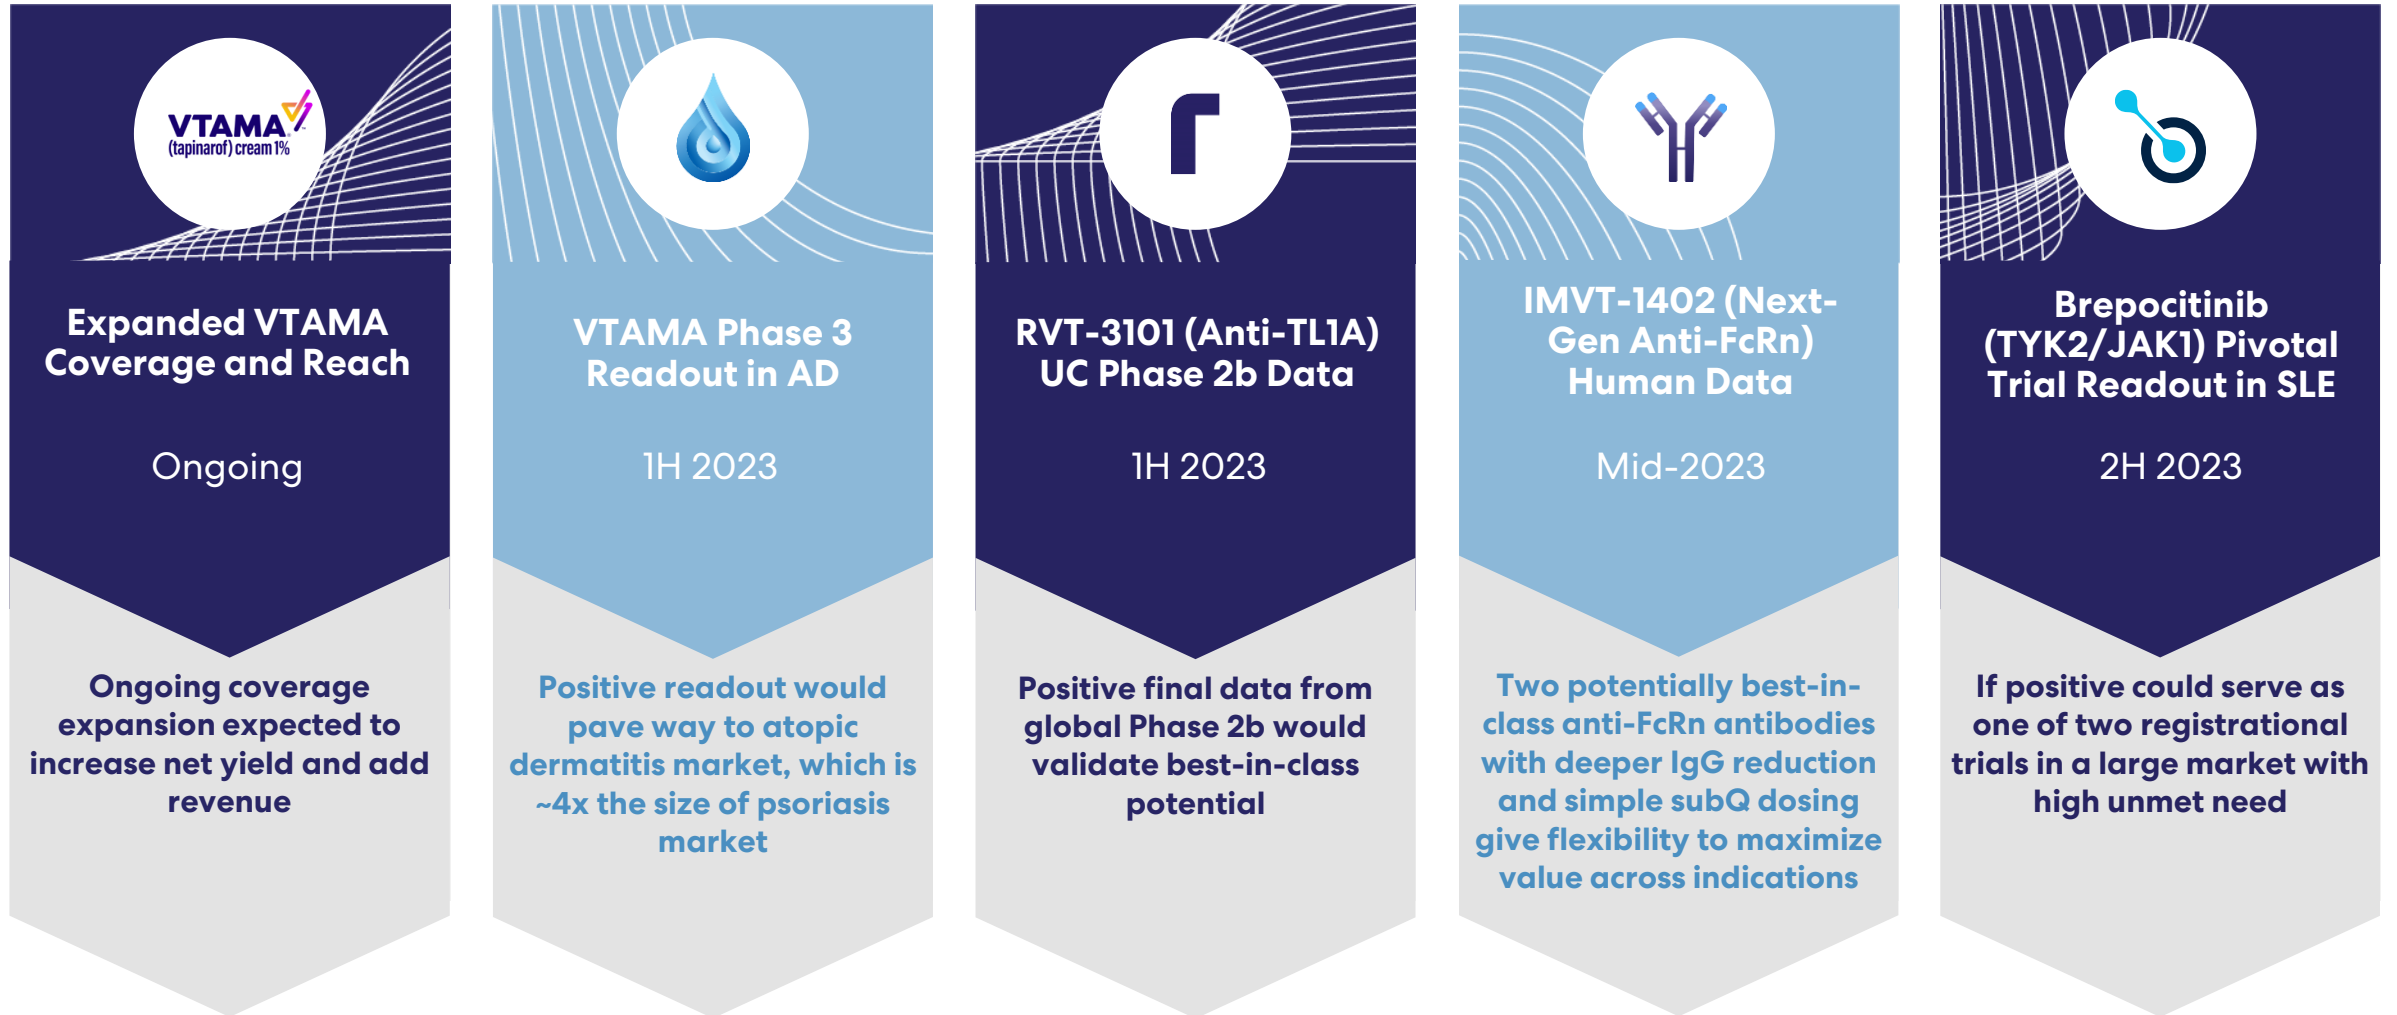 VTAMA
(tapinarof) cream 1%
Expanded VTAMA
Coverage and Reach
Ongoing
Ongoing coverage
expansion expected to
increase net yield and add
revenue
VTAMA Phase 3
Readout in AD
1H 2023
Positive readout would
pave way to atopic
dermatitis market, which is
~4x the size of psoriasis
market
RVT-3101 (Anti-TL1A)
UC Phase 2b Data
1H 2023
Positive final data from
global Phase 2b would
validate best-in-class
potential
IMVT-1402 (Next-
Gen Anti-FcRn)
Human Data
Mid-2023
Two potentially best-in-
class anti-FcRn antibodies
with deeper IgG reduction
and simple subQ dosing
give flexibility to maximize
value across indications
Brepocitinib
(TYK2/JAK1) Pivotal
Trial Readout in SLE
2H 2023
If positive could serve as
one of two registrational
trials in a large market with
high unmet need